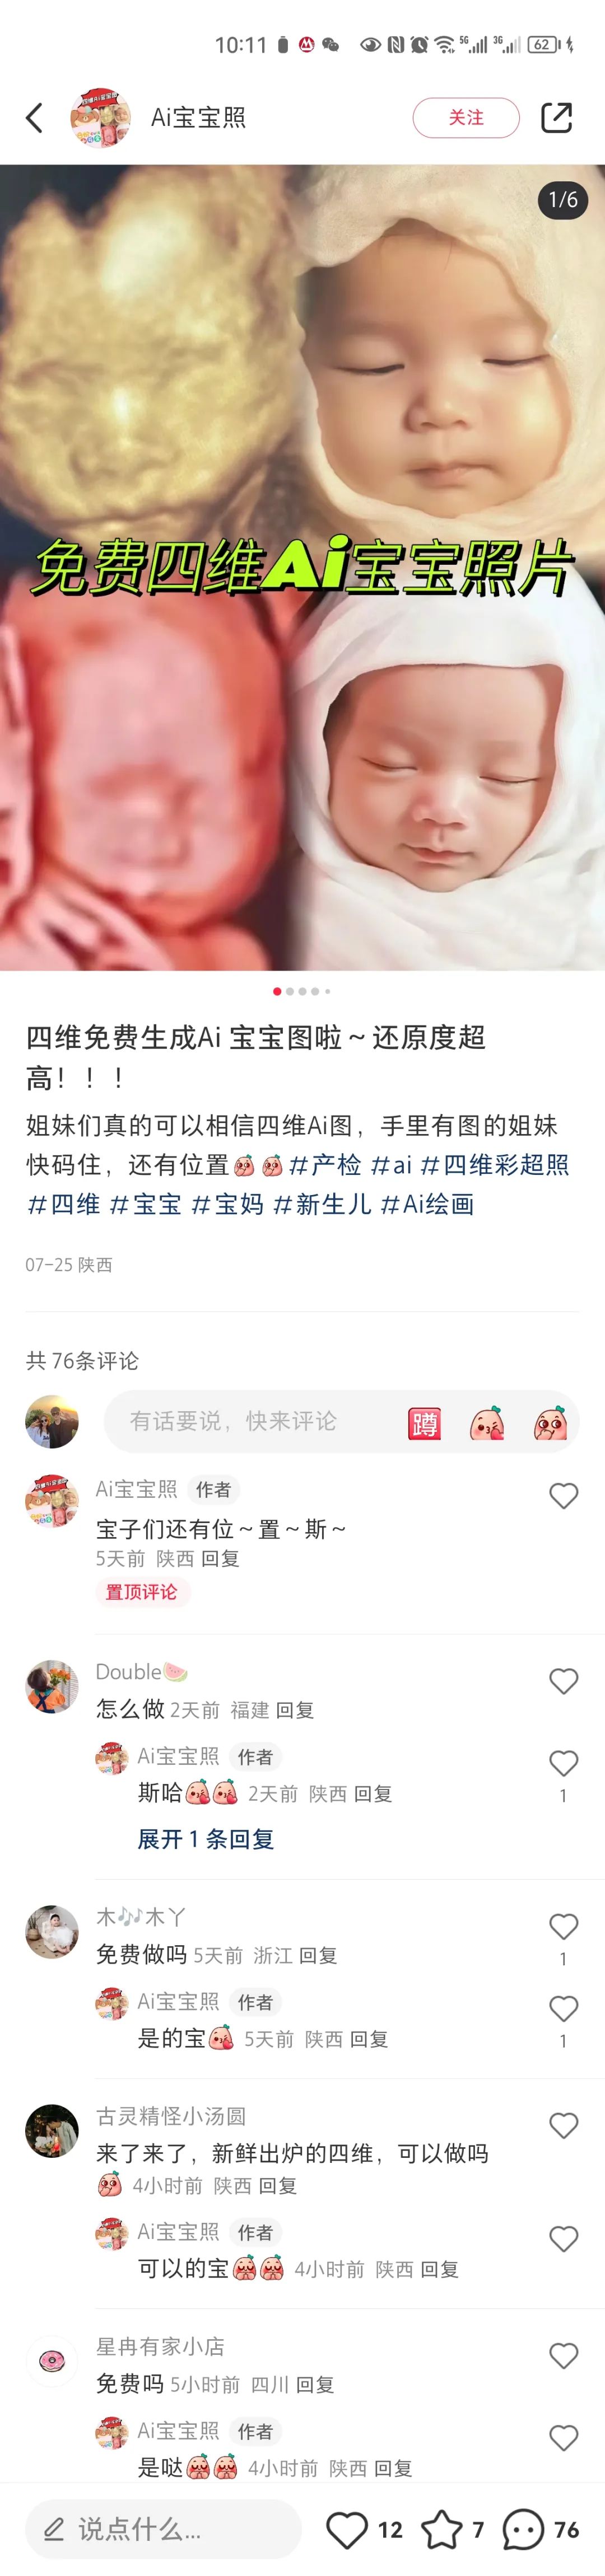 10:11
5G
3G
62
Ai宝宝照
关注
1/6
免费四维Ai宝宝照片
四维免费生成Ai 宝宝图啦～还原度超
高！！！
姐妹们真的可以相信四维Ai图，手里有图的姐妹
快码住，还有位置 #产检 #ai #四维彩超照
#四维 #宝宝 #宝妈 #新生儿 #Ai绘画
07-25 陕西
共 76条评论
有话要说，快来评论
蹲
Ai宝宝照 作者
宝子们还有位～置～斯～
5天前 陕西 回复
置顶评论
Double🍉
怎么做 2天前 福建 回复
Ai宝宝照 作者
斯哈 2天前 陕西 回复
1
展开 1 条回复
木🎶木丫
免费做吗 5天前 浙江 回复
1
Ai宝宝照 作者
是的宝 5天前 陕西 回复
1
古灵精怪小汤圆
来了来了，新鲜出炉的四维，可以做吗
4小时前 陕西 回复
Ai宝宝照 作者
可以的宝 4小时前 陕西 回复
星冉有家小店
免费吗 5小时前 四川 回复
Ai宝宝照 作者
是哒 4小时前 陕西 回复
说点什么...
12
7
76